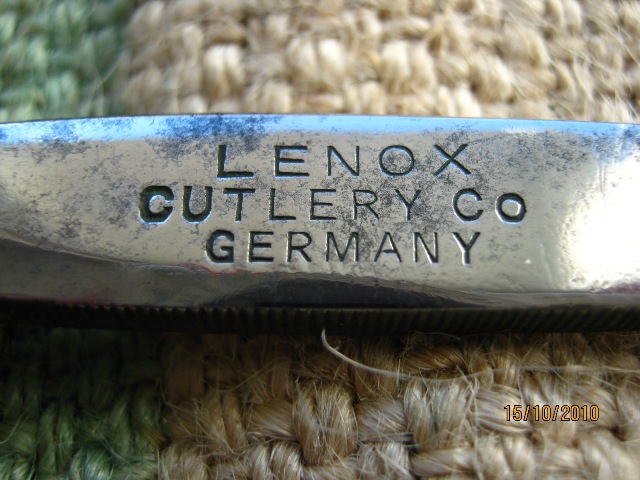 LENOX
CUTLERY CO
GERMANY
15/10/2010